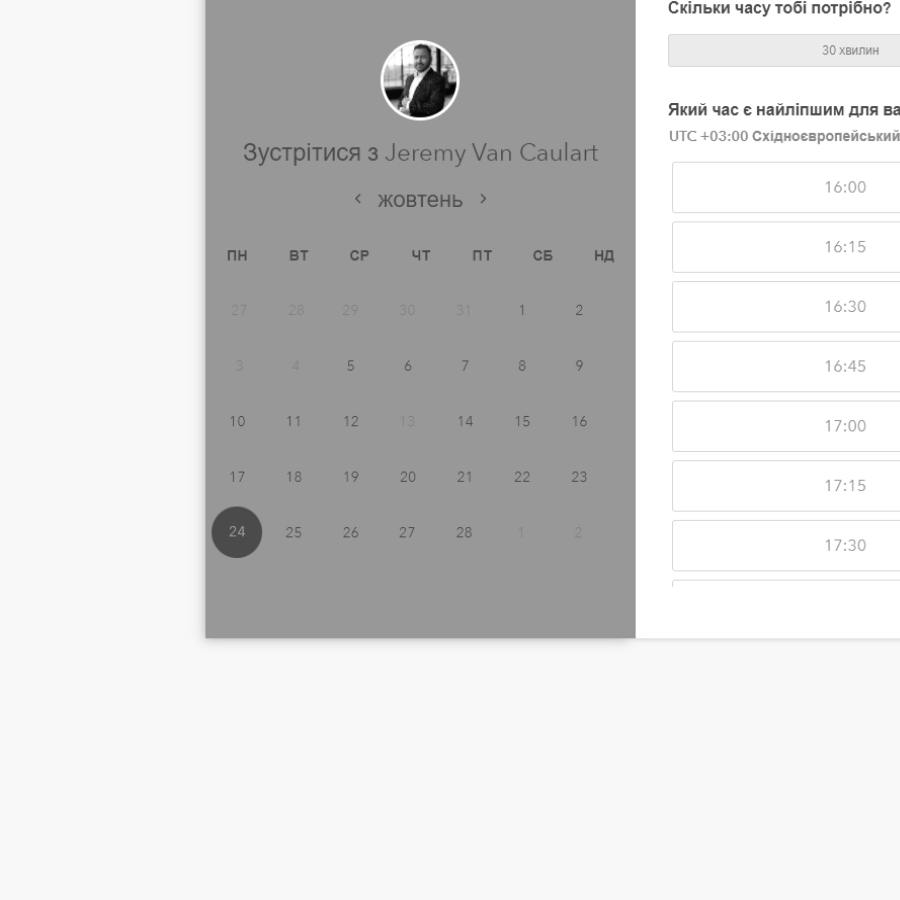 Зустрітися з Jeremy Van Caulart
жовтень
ПН ВТ СР ЧТ ПТ СБ НД
27 28 29 30 31 1 2
3 4 5 6 7 8 9
10 11 12 13 14 15 16
17 18 19 20 21 22 23
24 25 26 27 28 1 2
Скільки часу тобі потрібно?
30 хвилин
Який час є найліпшим для ва
UTC +03:00 Східноєвропейський
16:00
16:15
16:30
16:45
17:00
17:15
17:30